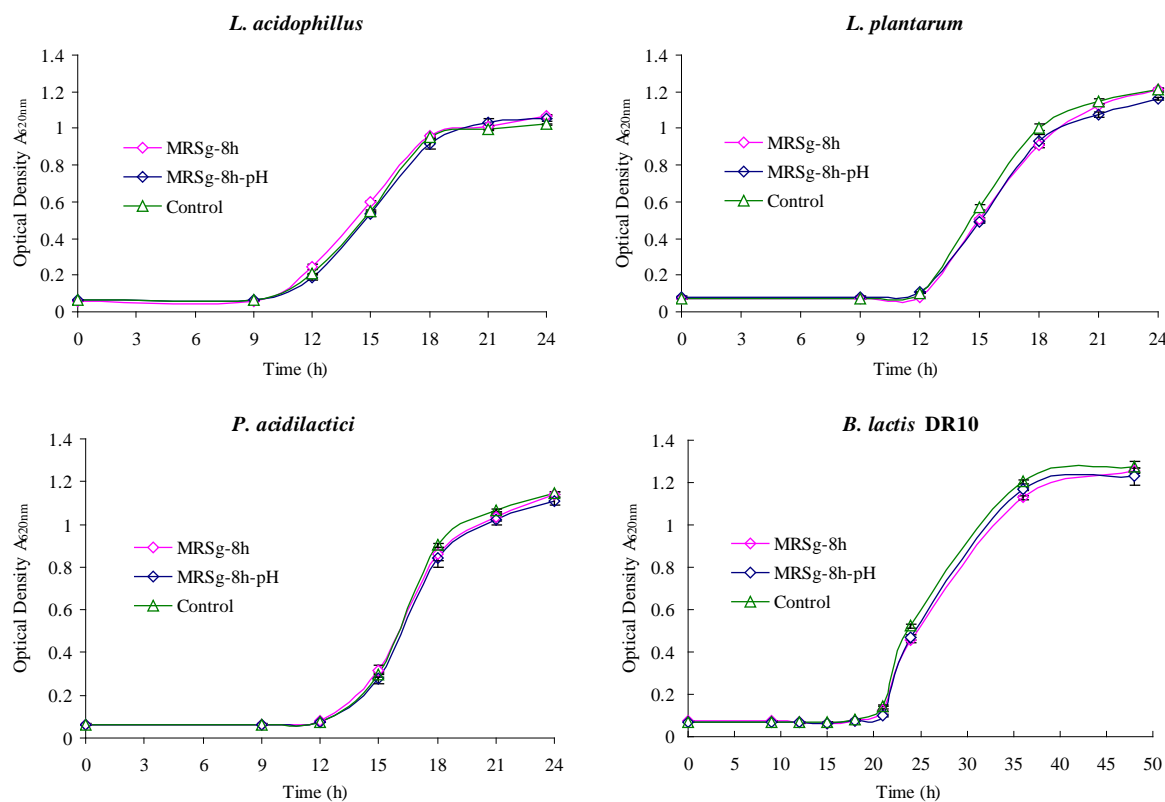 L. acidophillus
Optical Density A620nm
1.4
1.2
1
0.8
0.6
0.4
0.2
0
MRSg-8h
MRSg-8h-pH
Control
0 3 6 9 12 15 18 21 24
Time (h)
L. plantarum
Optical Density A620nm
1.4
1.2
1
0.8
0.6
0.4
0.2
0
MRSg-8h
MRSg-8h-pH
Control
0 3 6 9 12 15 18 21 24
Time (h)
P. acidilactici
Optical Density A620nm
1.4
1.2
1
0.8
0.6
0.4
0.2
0
MRSg-8h
MRSg-8h-pH
Control
0 3 6 9 12 15 18 21 24
Time (h)
B. lactis DR10
Optical Density A620nm
1.4
1.2
1
0.8
0.6
0.4
0.2
0
MRSg-8h
MRSg-8h-pH
Control
0 5 10 15 20 25 30 35 40 45 50
Time (h)